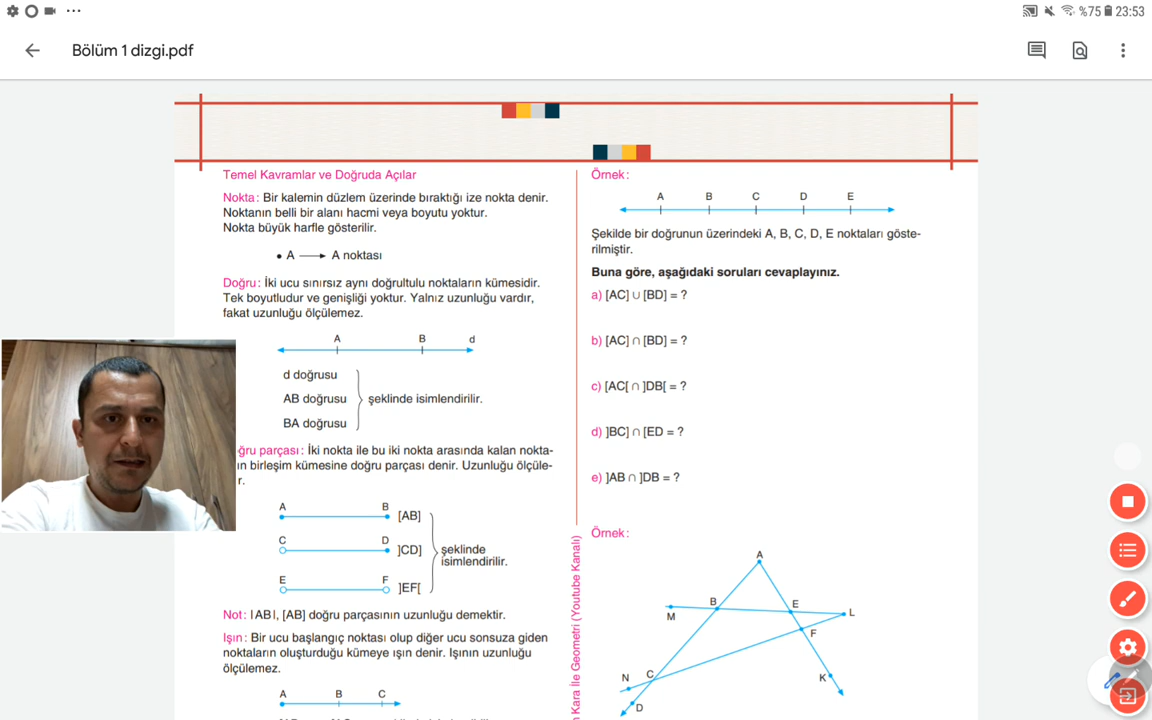 %75 23:53
Bölüm 1 dizgi.pdf
Temel Kavramlar ve Doğruda Açılar
Nokta : Bir kalemin düzlem üzerinde bıraktığı ize nokta denir.
Noktanın belli bir alanı hacmi veya boyutu yoktur.
Nokta büyük harfle gösterilir.
• A → A noktası
Doğru : İki ucu sınırsız aynı doğrultulu noktaların kümesidir.
Tek boyutludur ve genişliği yoktur. Yalnız uzunluğu vardır,
fakat uzunluğu ölçülemez.
A B d
d doğrusu
AB doğrusu şeklinde isimlendirilir.
BA doğrusu
ğru parçası : İki nokta ile bu iki nokta arasında kalan nokta-
ın birleşim kümesine doğru parçası denir. Uzunluğu ölçüle-
r.
A B [AB]
C D ]CD] şeklinde
isimlendirilir.
E F ]EF[
Not : |AB|, [AB] doğru parçasının uzunluğu demektir.
Işın : Bir ucu başlangıç noktası olup diğer ucu sonsuza giden
noktaların oluşturduğu kümeye ışın denir. Işının uzunluğu
ölçülemez.
A B C
n Kara İle Geometri (Youtube Kanalı)
Örnek :
A B C D E
Şekilde bir doğrunun üzerindeki A, B, C, D, E noktaları göste-
rilmiştir.
Buna göre, aşağıdaki soruları cevaplayınız.
a) [AC] ∪ [BD] = ?
b) [AC] ∩ [BD] = ?
c) [AC[ ∩ ]DB[ = ?
d) ]BC] ∩ [ED = ?
e) ]AB ∩ ]DB = ?
Örnek :
A
B E L
M F
N C K
D